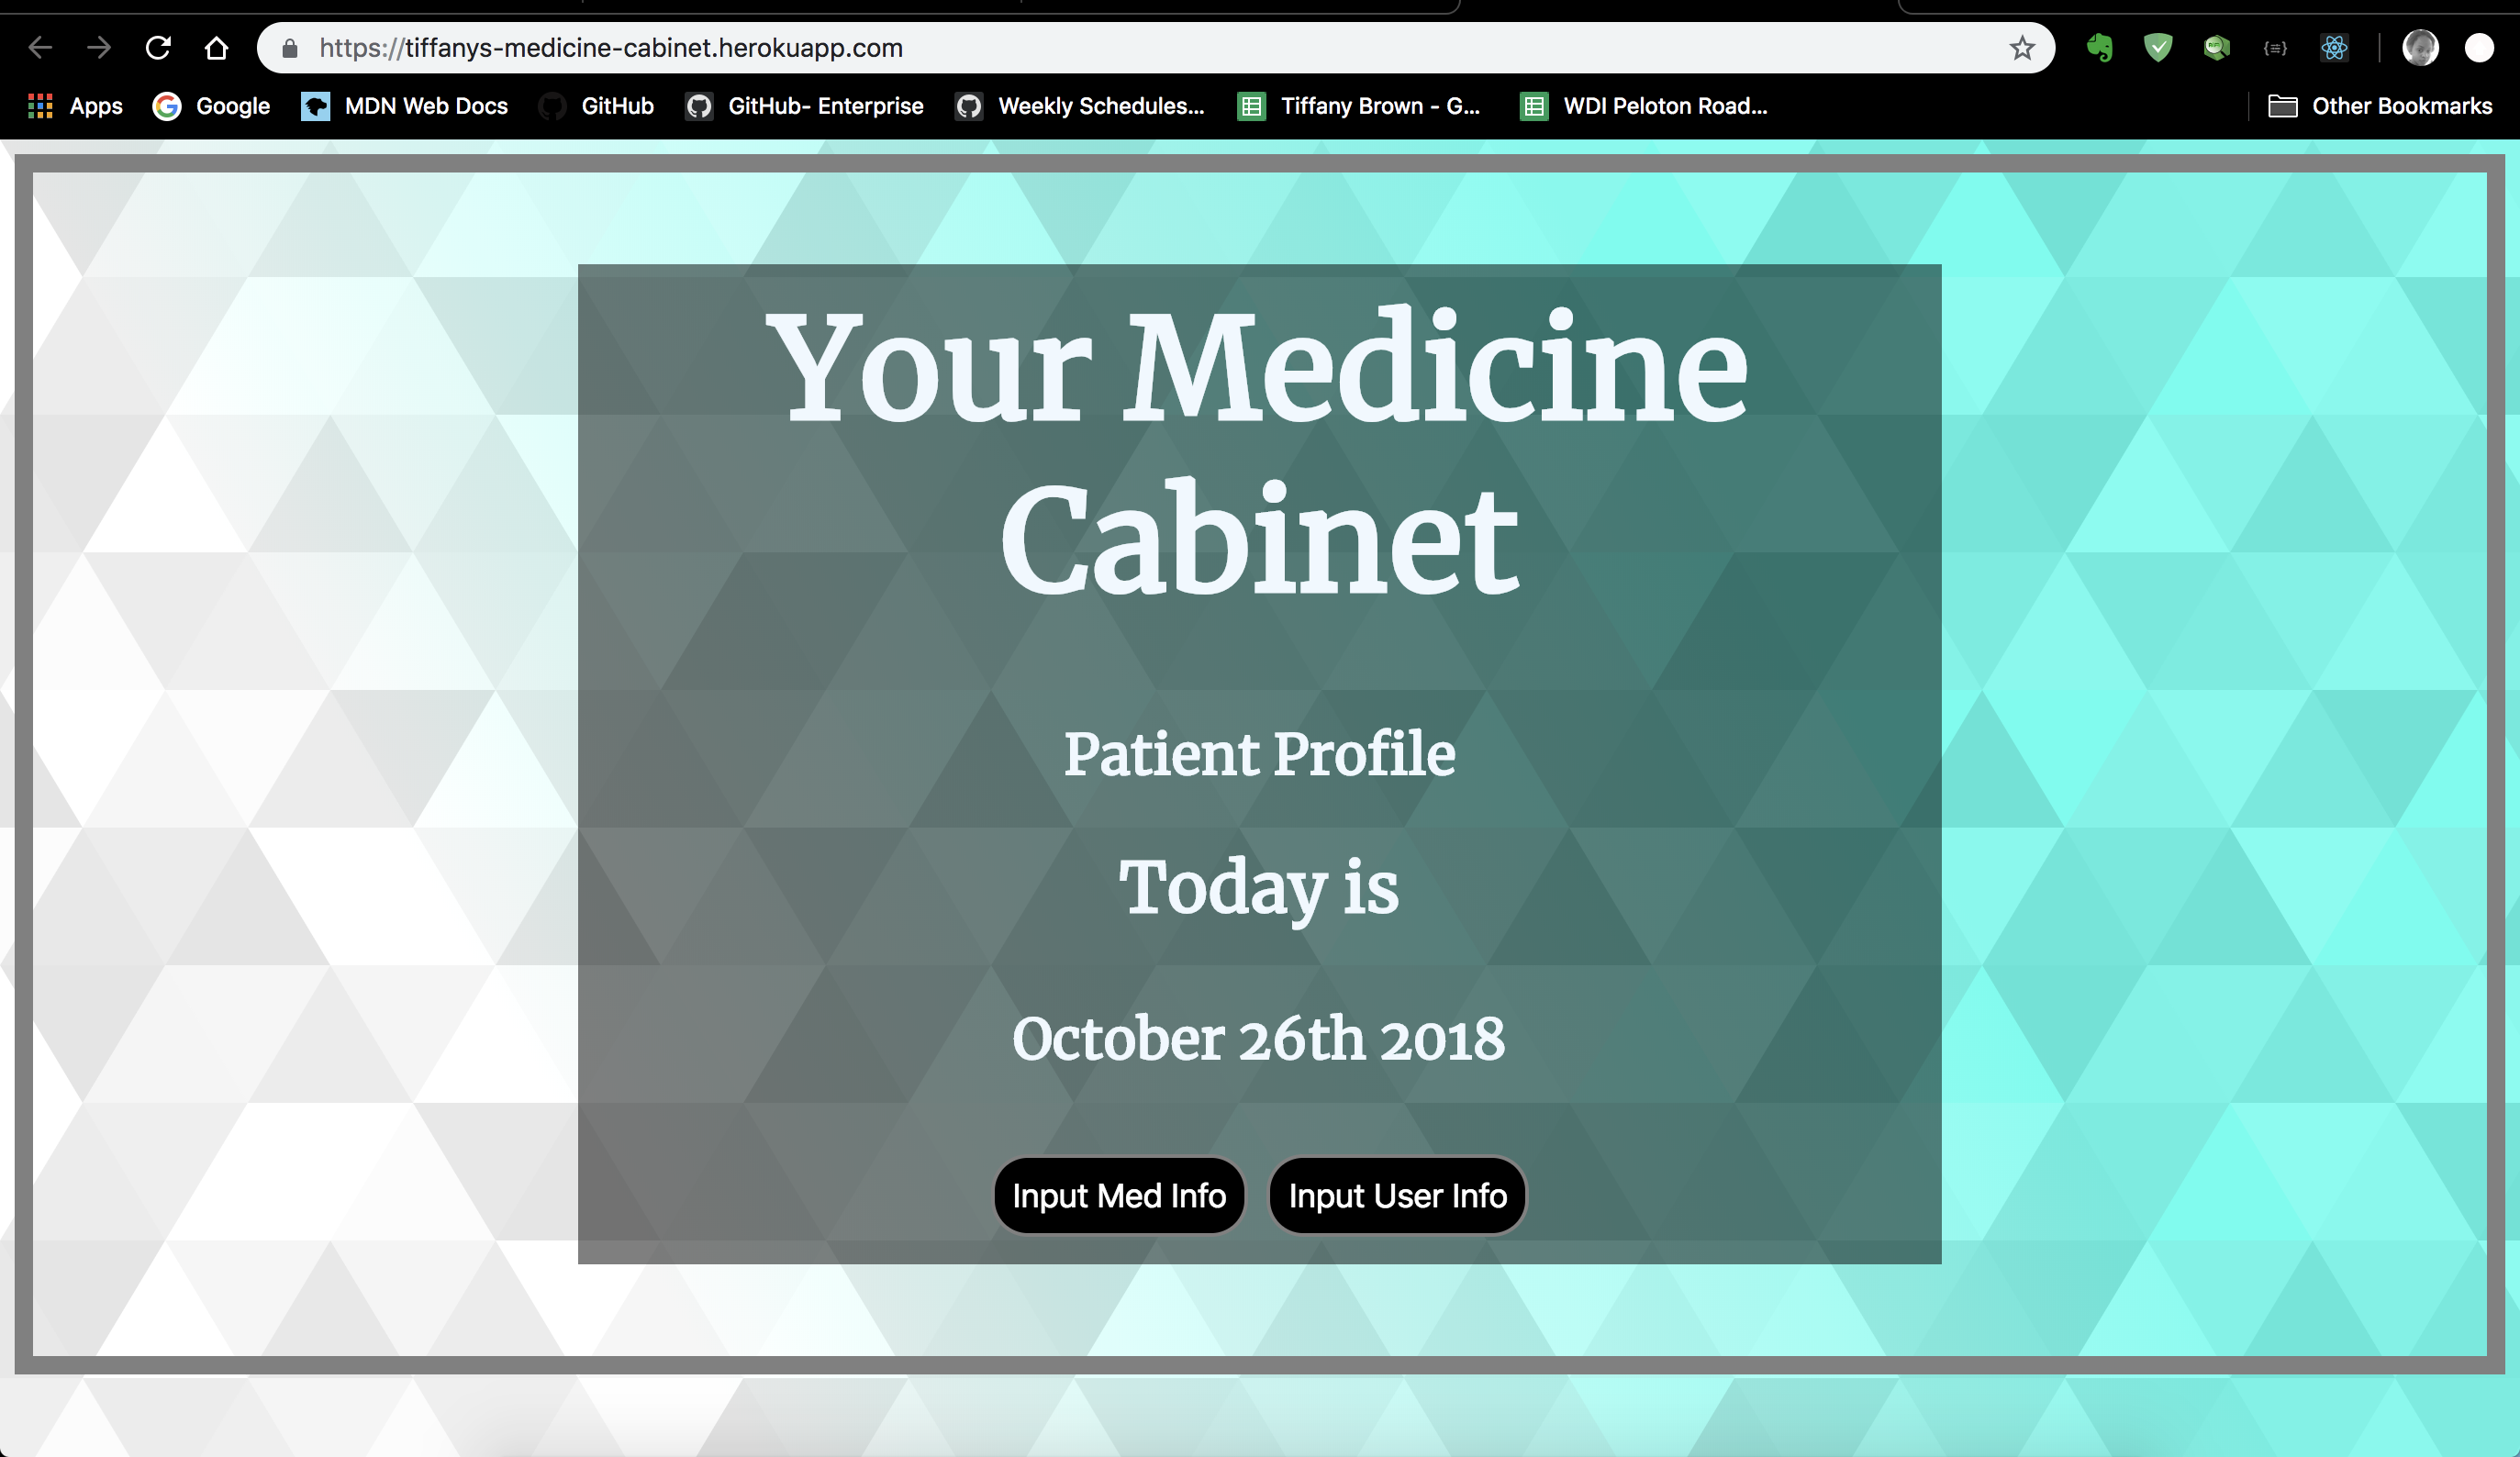 https://tiffanys-medicine-cabinet.herokuapp.com
Apps Google MDN Web Docs GitHub GitHub- Enterprise Weekly Schedules... Tiffany Brown - G... WDI Peloton Road... Other Bookmarks
Your Medicine
Cabinet
Patient Profile
Today is
October 26th 2018
Input Med Info Input User Info